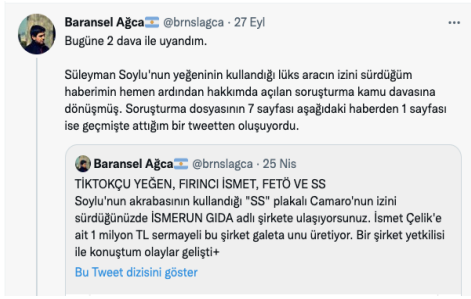 Baransel Ağca🇦🇷 @brnslagca · 27 Eyl
Bugüne 2 dava ile uyandım.
Süleyman Soylu'nun yeğeninin kullandığı lüks aracın izini sürdüğüm
haberimin hemen ardından hakkımda açılan soruşturma kamu davasına
dönüşmüş. Soruşturma dosyasının 7 sayfası aşağıdaki haberden 1 sayfası
ise geçmişte attığım bir tweetten oluşuyordu.
Baransel Ağca🇦🇷 @brnslagca · 25 Nis
TİKTOKÇU YEĞEN, FIRINCI İSMET, FETÖ VE SS
Soylu'nun akrabasının kullandığı "SS" plakalı Camaro'nun izini
sürdüğünüzde İSMERUN GIDA adlı şirkete ulaşıyorsunuz. İsmet Çelik'e
ait 1 milyon TL sermayeli bu şirket galeta unu üretiyor. Bir şirket yetkilisi
ile konuştum olaylar gelişti+
Bu Tweet dizisini göster